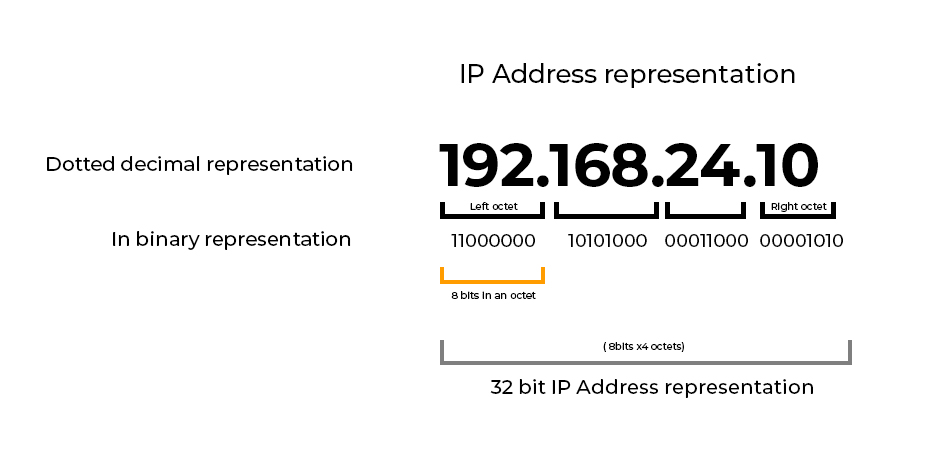 IP Address representation
Dotted decimal representation
192.168.24.10
Left octet
Right octet
In binary representation
11000000 10101000 00011000 00001010
8 bits in an octet
( 8bits x4 octets)
32 bit IP Address representation